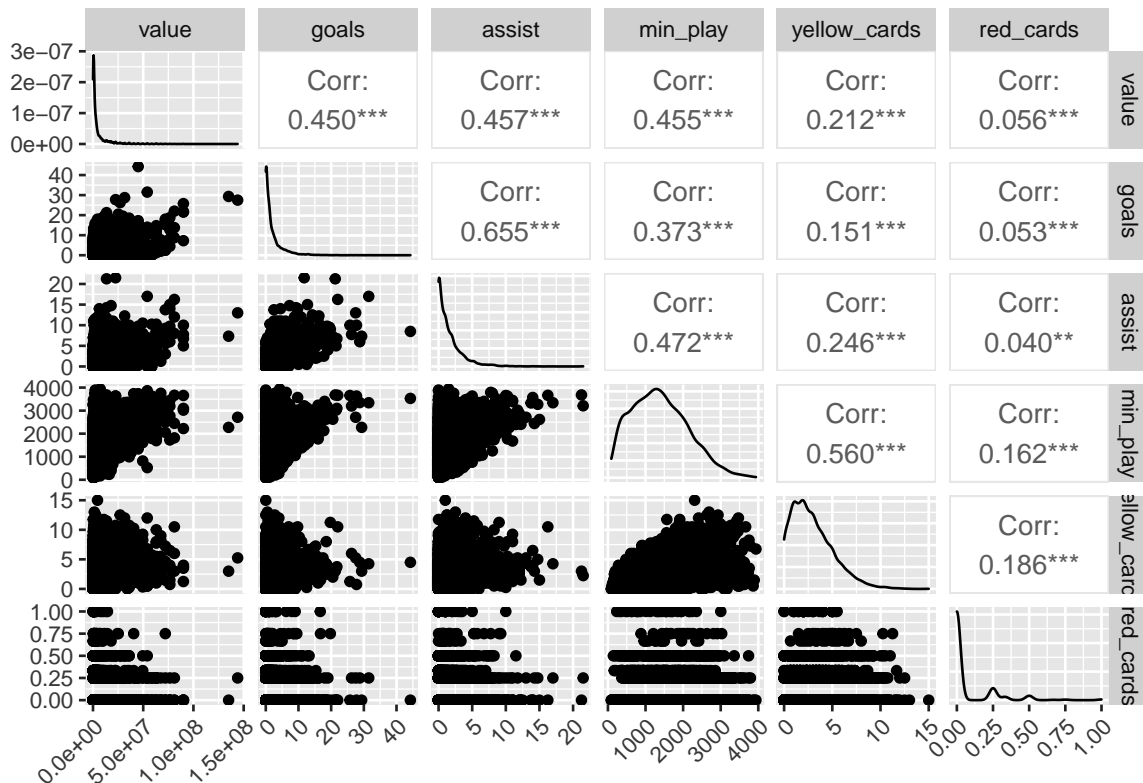 value goals assist min_play yellow_cards red_cards
3e−07
2e−07
1e−07
0e+00
Corr:
0.450***
Corr:
0.457***
Corr:
0.455***
Corr:
0.212***
Corr:
0.056***
value
40
30
20
10
0
Corr:
0.655***
Corr:
0.373***
Corr:
0.151***
Corr:
0.053***
goals
20
15
10
5
0
Corr:
0.472***
Corr:
0.246***
Corr:
0.040**
assist
4000
3000
2000
1000
0
Corr:
0.560***
Corr:
0.162***
min_play
15
10
5
0
Corr:
0.186***
ellow_card
1.00
0.75
0.50
0.25
0.00
red_cards
0.0e+00 5.0e+07 1.0e+08 1.5e+08
0 10 20 30 40
0 5 10 15 20
0 1000 2000 3000 4000
0 5 10 15
0.00 0.25 0.50 0.75 1.00